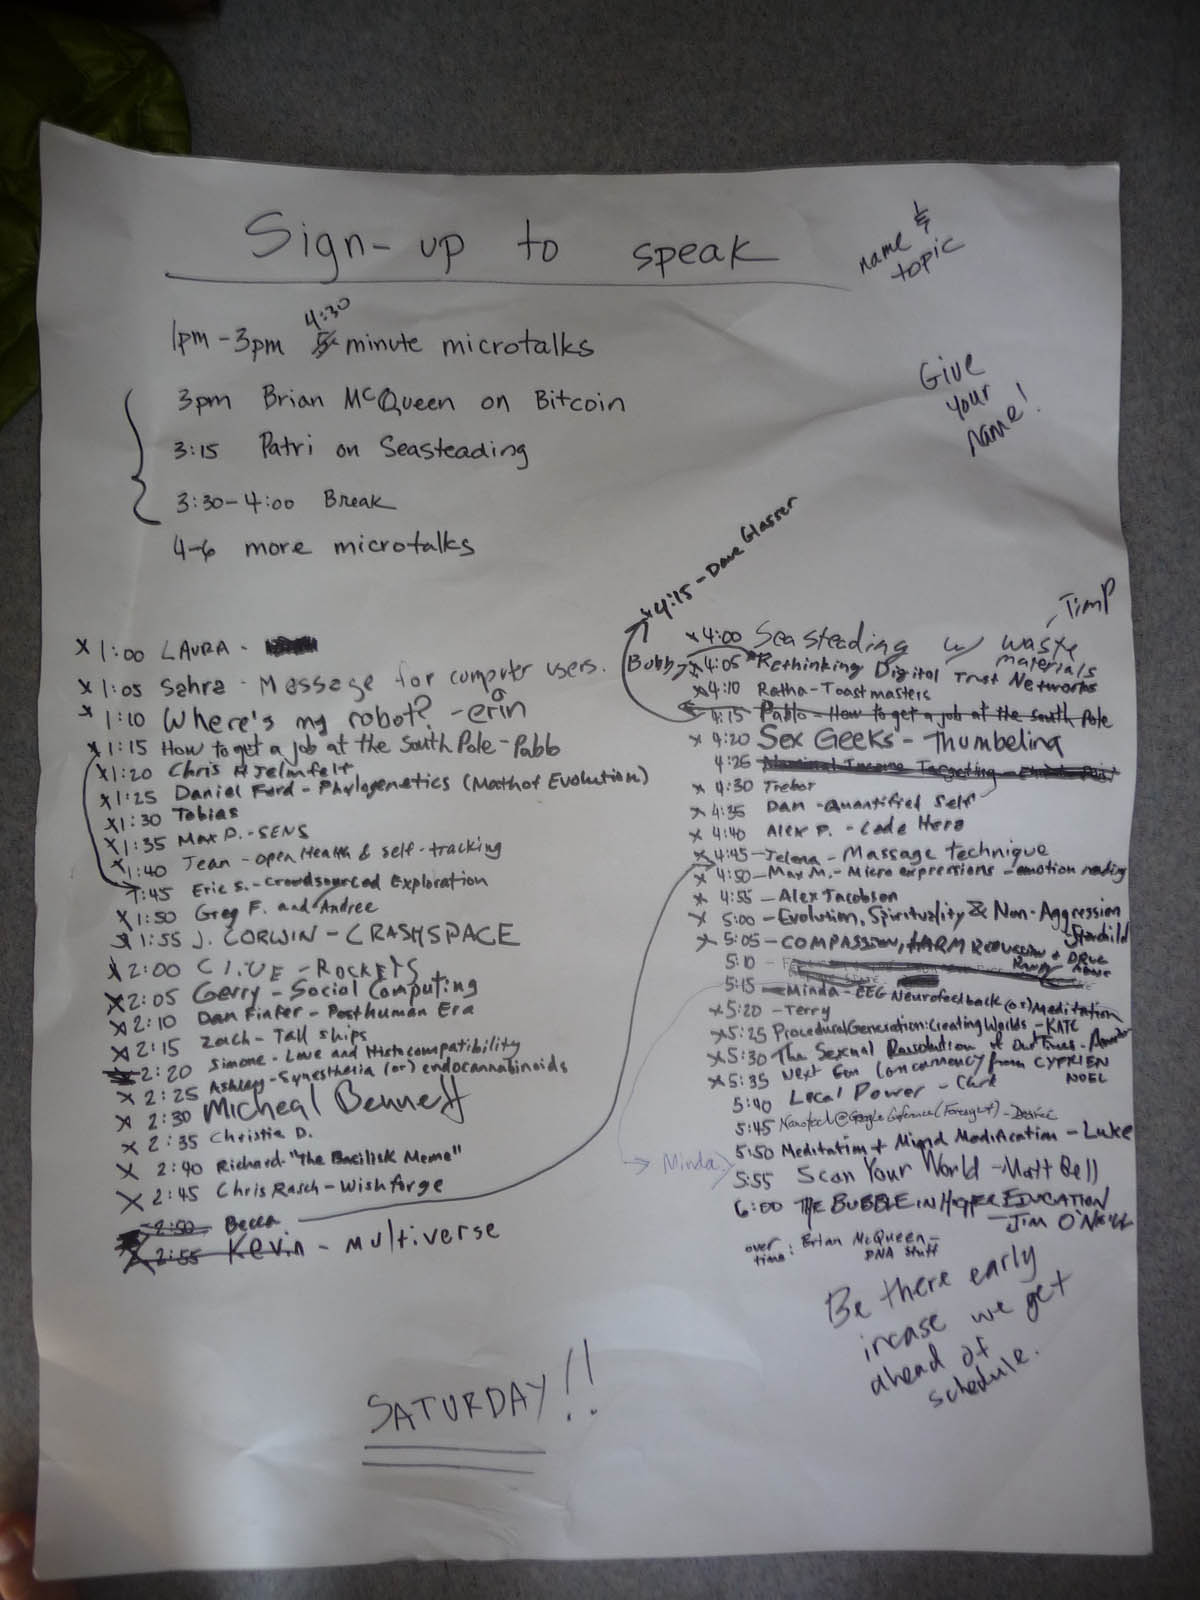 Sign-up to speak
name & topic
1pm-3pm 4:30 minute microtalks
Give your name!
3pm Brian McQueen on Bitcoin
3:15 Patri on Seasteading
3:30-4:00 Break
4-6 more microtalks
x 1:00 LAURA -
x 1:05 Sahra - Message for computer users.
x 1:10 Where's my robot? - erin
x 1:15 How to get a job at the South Pole - Pablo
x 1:20 Chris Hjelmfelt
x 1:25 Daniel Ford - Phylogenetics (Math of Evolution)
x 1:30 Tobias
x 1:35 Max P. - SENS
x 1:40 Jean - open Health & self-tracking
1:45 Eric S. - Crowdsourced Exploration
x 1:50 Greg F. and Andree
x 1:55 J. CORWIN - CRASHSPACE
x 2:00 CLIVE - ROCKETS
x 2:05 Gerry - Social Computing
x 2:10 Dan Finfer - Posthuman Era
x 2:15 Zach - Tall ships
2:20 Simone - Love and Histocompatibility
x 2:25 Ashley - Synesthesia (or) endocannabinoids
x 2:30 Micheal Bennett
x 2:35 Christie D.
x 2:40 Richard "The Basilisk Meme"
x 2:45 Chris Rasch - Wishforge
2:50 Becca
x 2:55 Kevin - multiverse
x 4:15 - Dave Glasser
x 4:00 Seasteading w/ waste materials - Tim P
Bobby x 4:05 Rethinking Digital Trust Networks
x 4:10 Ratha - Toastmasters
4:15 Pablo - How to get a job at the South Pole
x 4:20 Sex Geeks - Thumbelina
4:25 Nominal Income Targeting -
x 4:30 Trebor
x 4:35 Dan - Quantified Self
x 4:40 Alex P. - Code Hero
x 4:45 - Jelena - Massage technique
x 4:50 - Max M. - Micro expressions - emotion reading
x 4:55 - Alex Jacobson
x 5:00 - Evolution, Spirituality & Non-Aggression - Starchild
x 5:05 - COMPASSION, HARM REDUCTION +
5:10 -
5:15 - Minda - EEG Neurofeedback (or) Meditation
x 5:20 - Terry
x 5:25 Procedural Generation: Creating Worlds - KATE
x 5:30 The Sexual Revolution of Our Times -
x 5:35 Next Gen Concurrency from CYPRIEN NOEL
5:40 Local Power -
5:45 Nanotech @ Google Conference (Foresight) - Desiree
5:50 Meditation + Mind Modification - Luke
Minda
5:55 Scan Your World - Matt Bell
6:00 THE BUBBLE IN HIGHER EDUCATION - JIM O'NEILL
over time: Brian McQueen - DNA stuff
Be there early
incase we get
ahead of
schedule.
SATURDAY!!